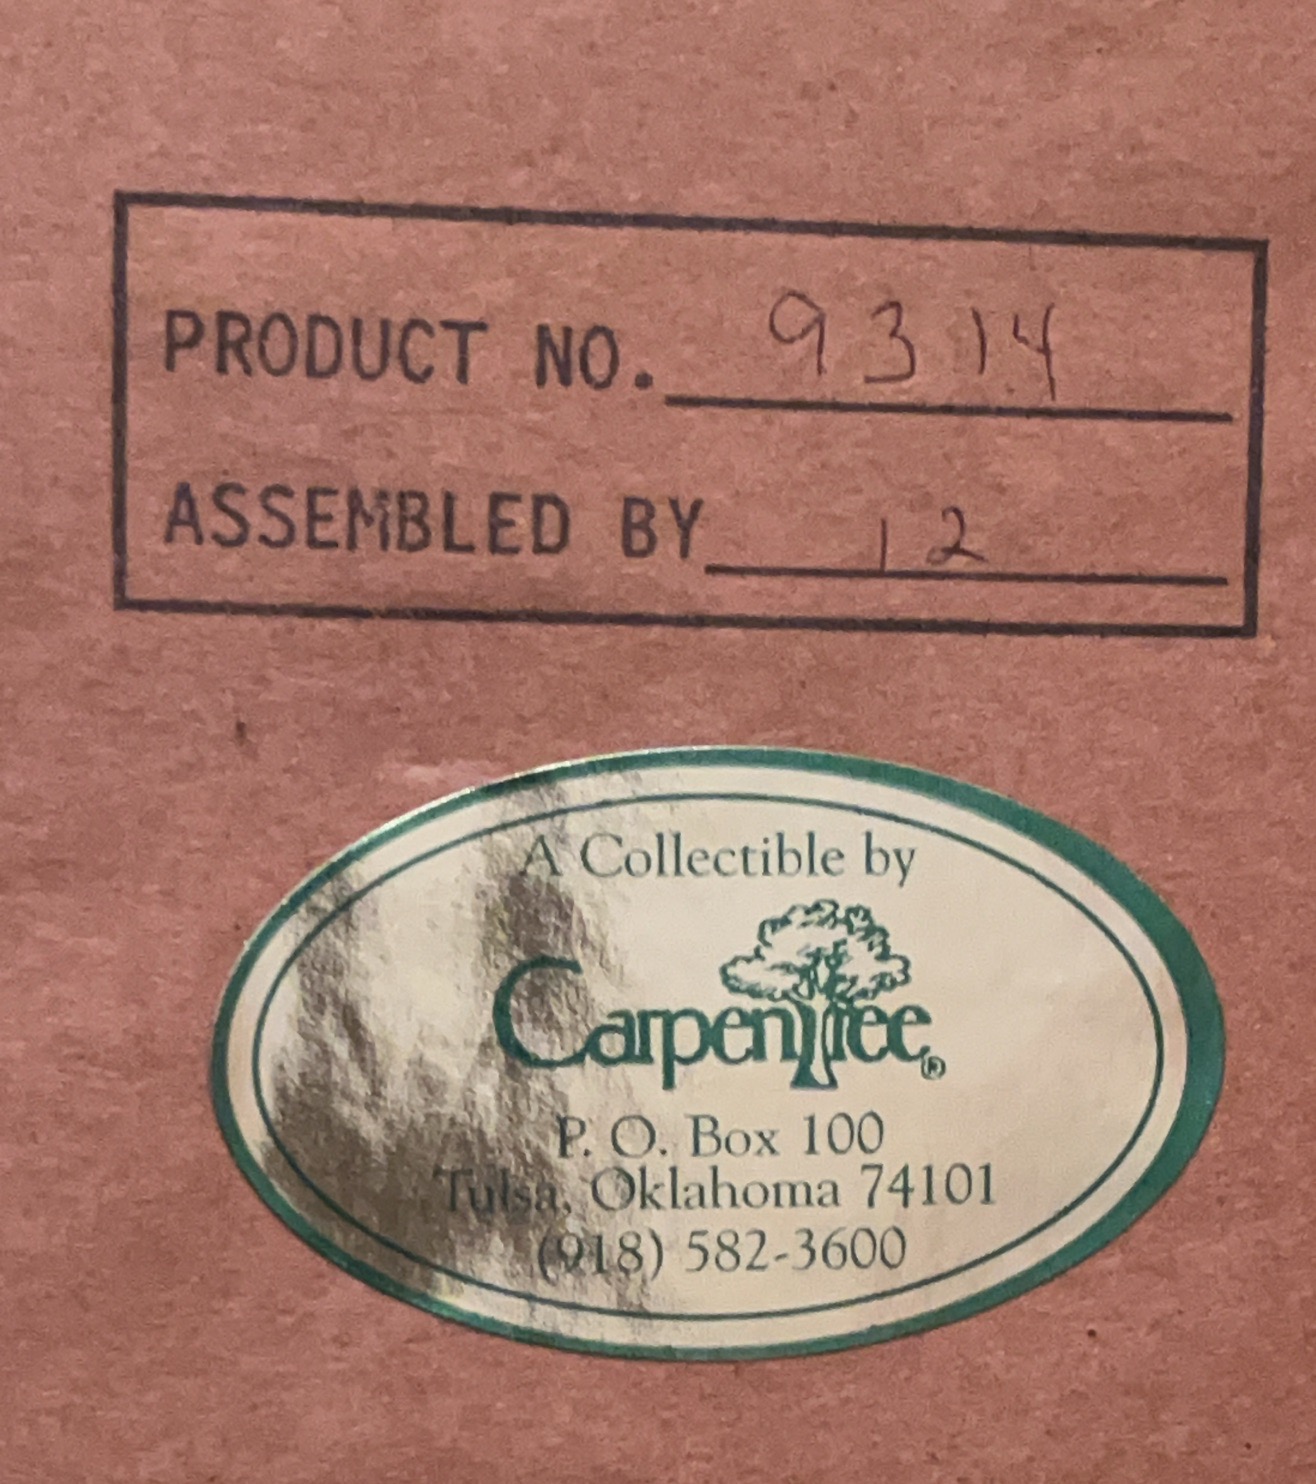 PRODUCT NO. 9314
ASSEMBLED BY 12
A Collectible by
CarpenTree®
P. O. Box 100
Tulsa, Oklahoma 74101
(918) 582-3600